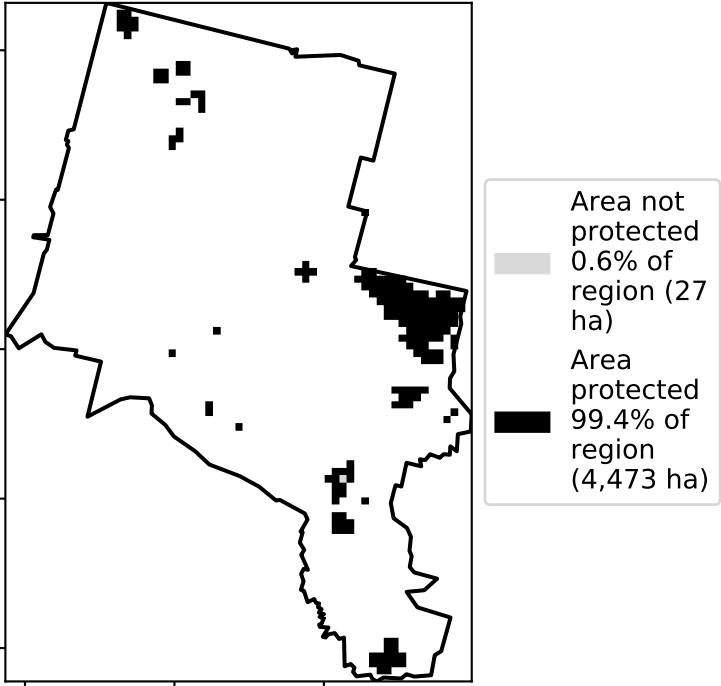 Area not
protected
0.6% of
region (27
ha)
Area
protected
99.4% of
region
(4,473 ha)